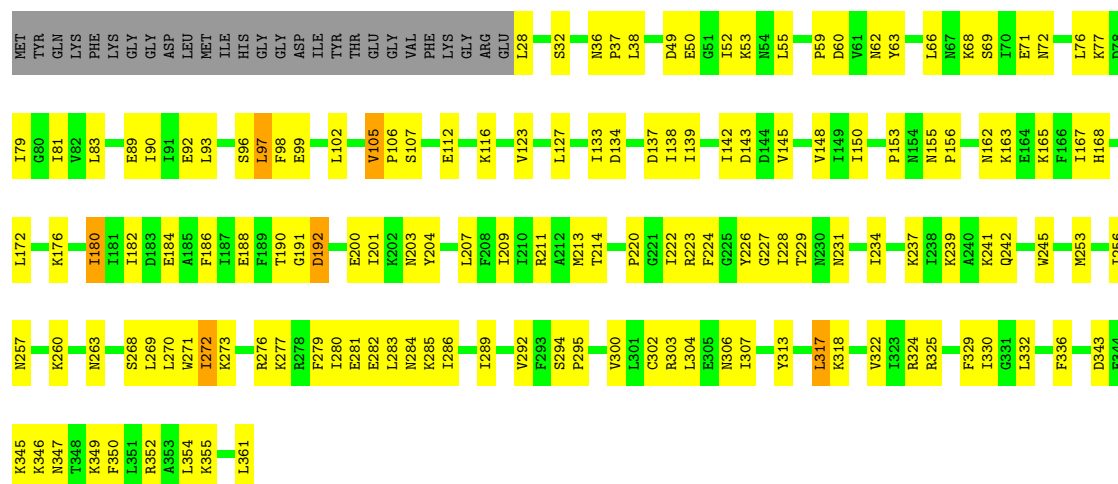 MET TYR GLN LYS PHE LYS GLY GLY ASP LEU MET ILE HIS GLY GLY ASP ILE TYR THR GLU GLY VAL PHE LYS GLY ARG GLU L28 S32 N36 P37 L38 D49 E50 G51 I52 K53 N54 L55 P59 D60 V61 N62 Y63 L66 N67 K68 S69 I70 E71 N72 L76 K77
I79 G80 I81 V82 L83 E89 I90 I91 E92 L93 S96 L97 F98 E99 L102 V105 P106 S107 E112 K116 V123 L127 I133 D134 D137 I138 I139 I142 D143 D144 V145 V148 I149 I150 P153 N154 N155 P156 N162 K163 E164 K165 F166 I167 H168
L172 K176 I180 I181 I182 D183 E184 A185 F186 I187 E188 F189 T190 G191 D192 E200 I201 K202 N203 Y204 L207 F208 I209 I210 R211 A212 M213 T214 P220 G221 I222 R223 F224 G225 Y226 G227 I228 T229 N230 N231 I234 K237 I238 K239 A240 K241 Q242 W245 M253
N257 K260 N263 S268 L269 L270 W271 I272 K273 R276 K277 R278 F279 I280 E281 E282 L283 N284 K285 I286 I289 V292 F293 S294 P295 V300 L301 C302 R303 L304 E305 N306 I307 Y313 L317 K318 V322 I323 R324 R325 F329 I330 G331 L332 F336 D343
K345 K346 N347 T348 K349 F350 L351 R352 A353 L354 K355 L361